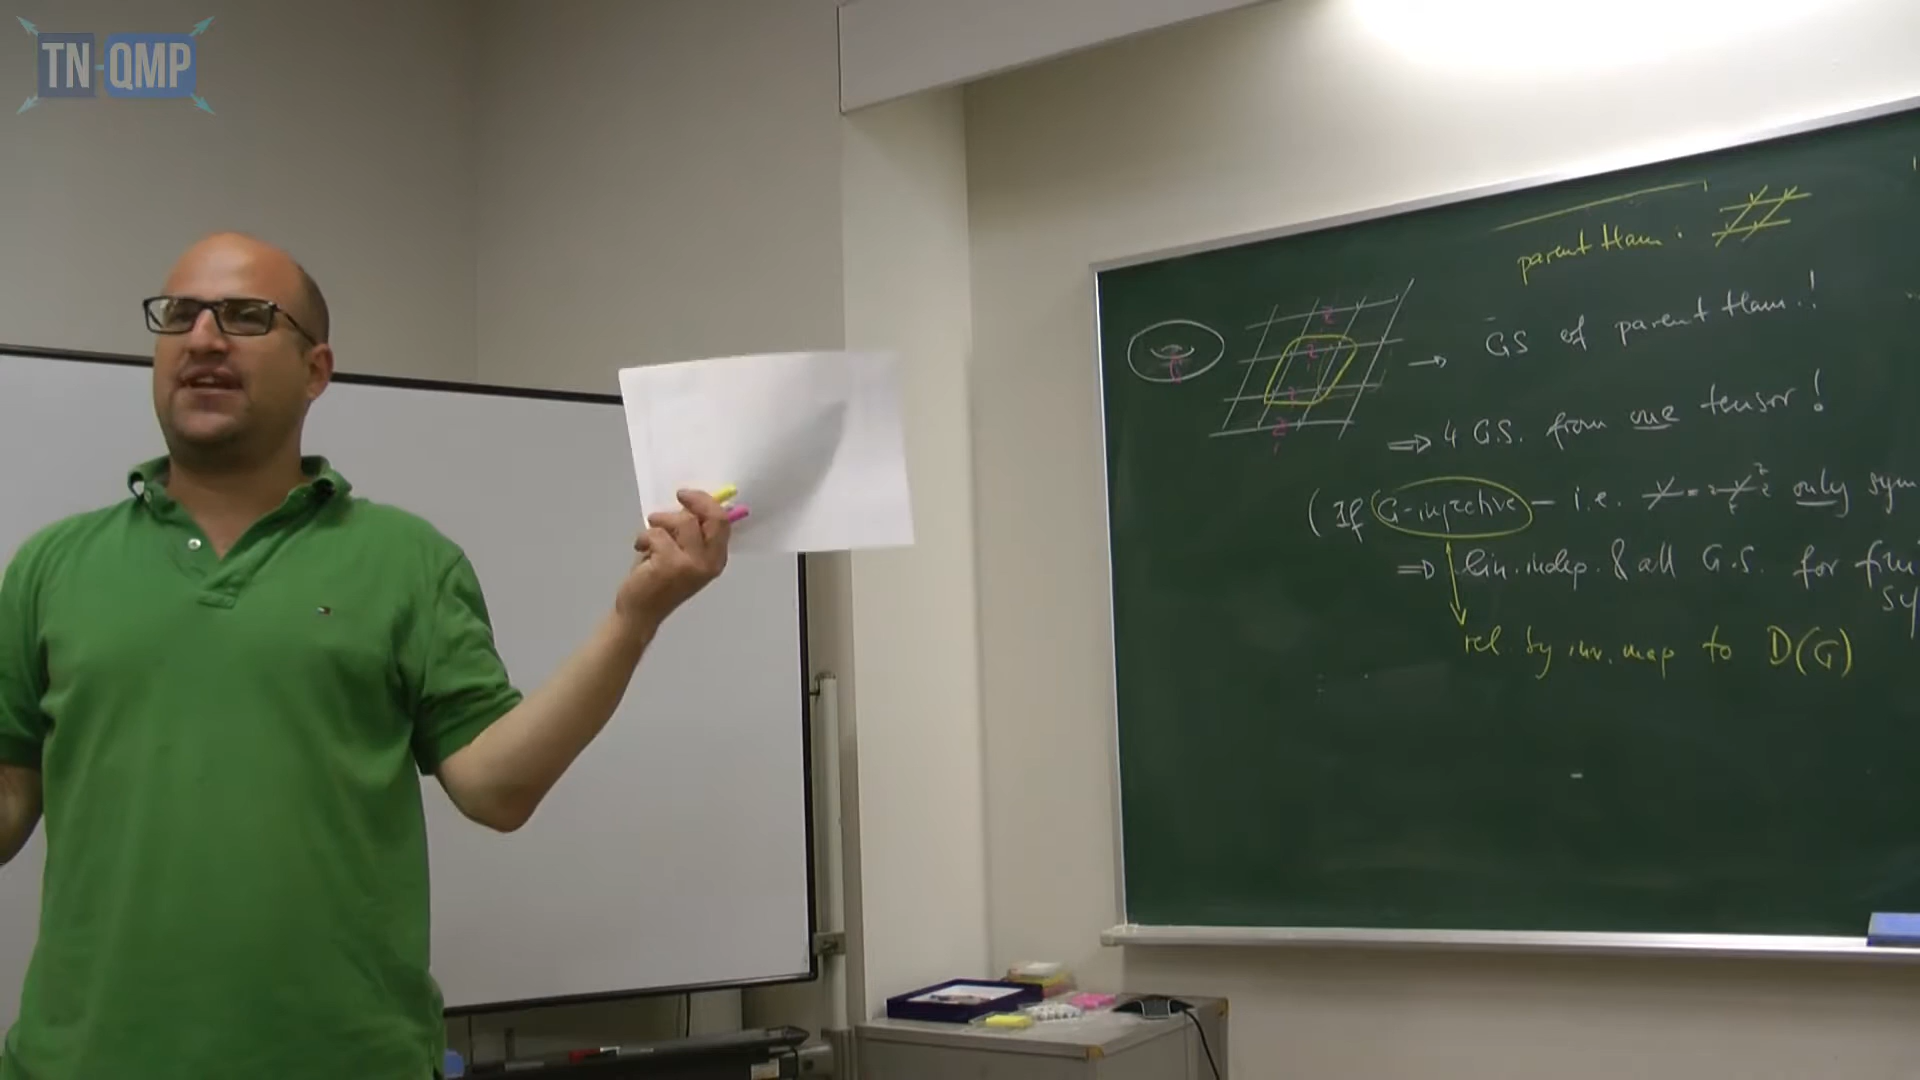 TN-QMP
parent Ham.:
→ GS of parent Ham.!
⇒ 4 G.S. from one tensor!
(If G-injective - i.e. only sym
⇒ lin. indep. & all G.S. for
rel. by inv. map to D(G)